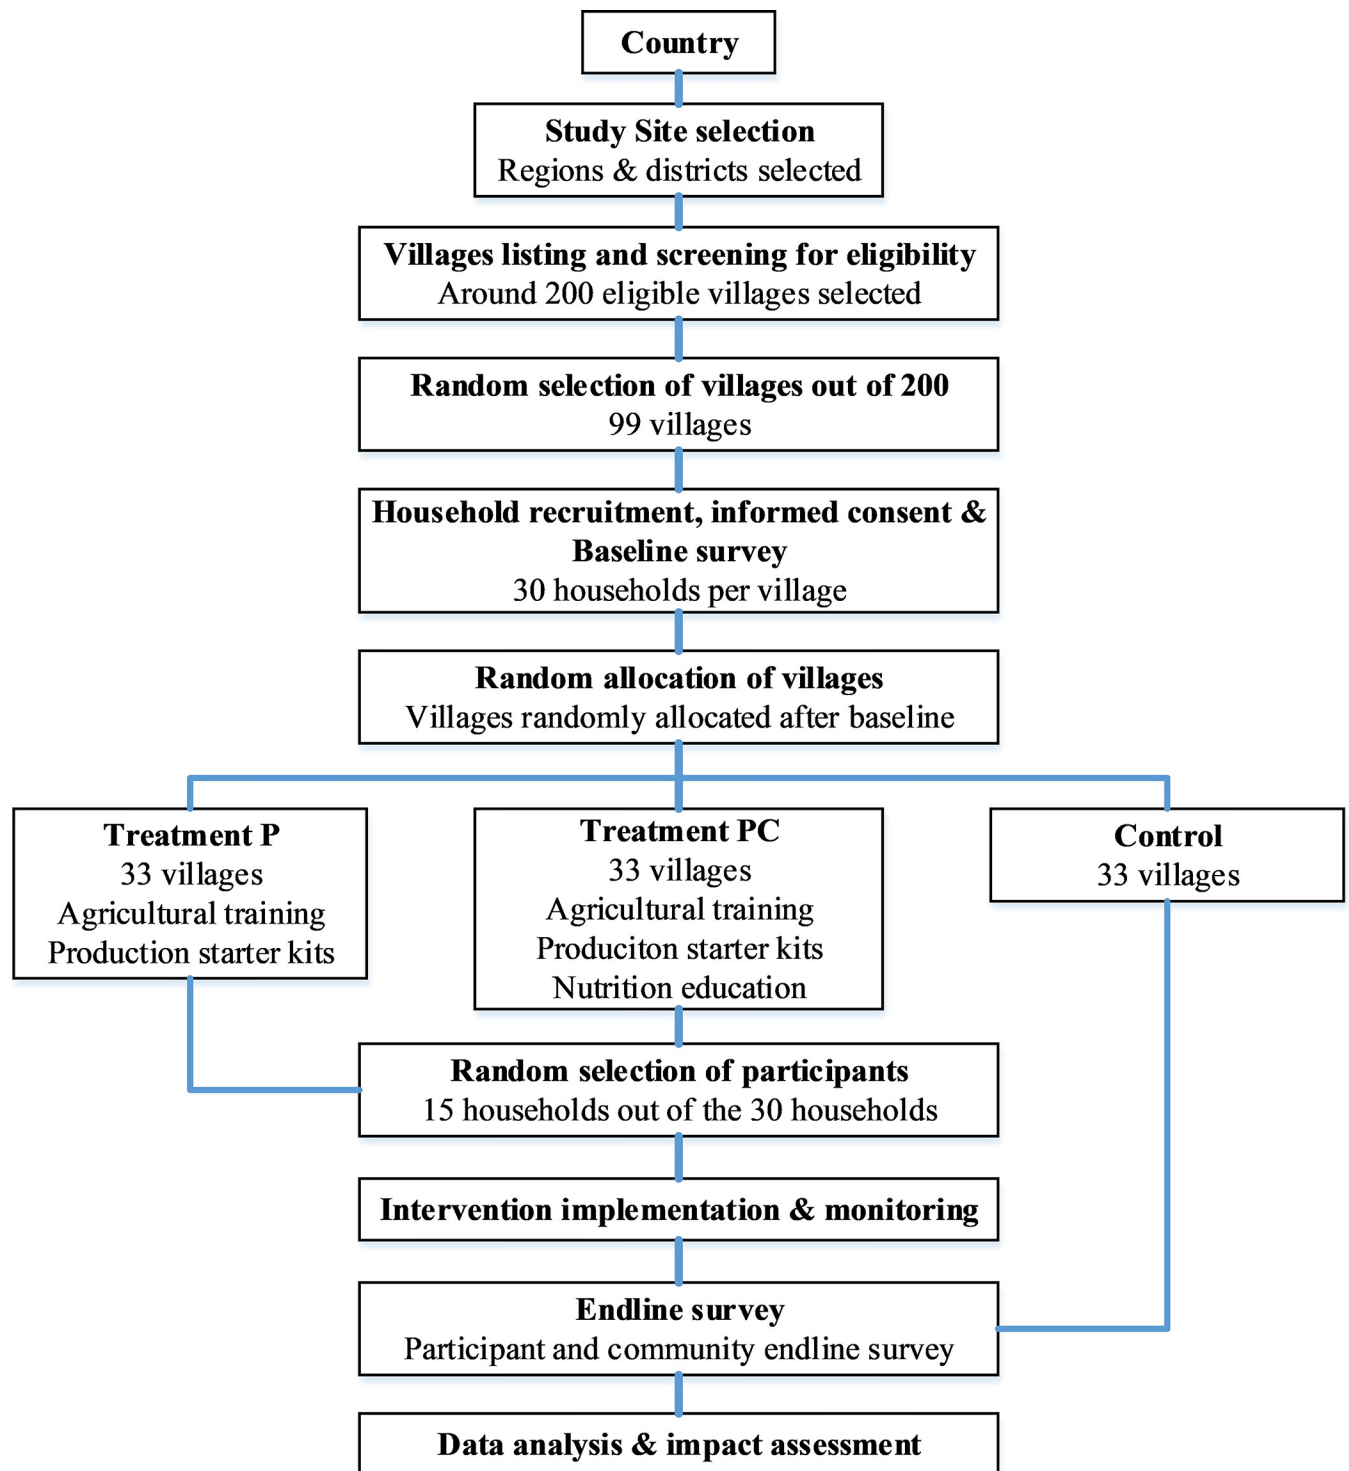 Country
Study Site selection
Regions & districts selected
Villages listing and screening for eligibility
Around 200 eligible villages selected
Random selection of villages out of 200
99 villages
Household recruitment, informed consent &
Baseline survey
30 households per village
Random allocation of villages
Villages randomly allocated after baseline
Treatment P
33 villages
Agricultural training
Production starter kits
Treatment PC
33 villages
Agricultural training
Produciton starter kits
Nutrition education
Control
33 villages
Random selection of participants
15 households out of the 30 households
Intervention implementation & monitoring
Endline survey
Participant and community endline survey
Data analysis & impact assessment